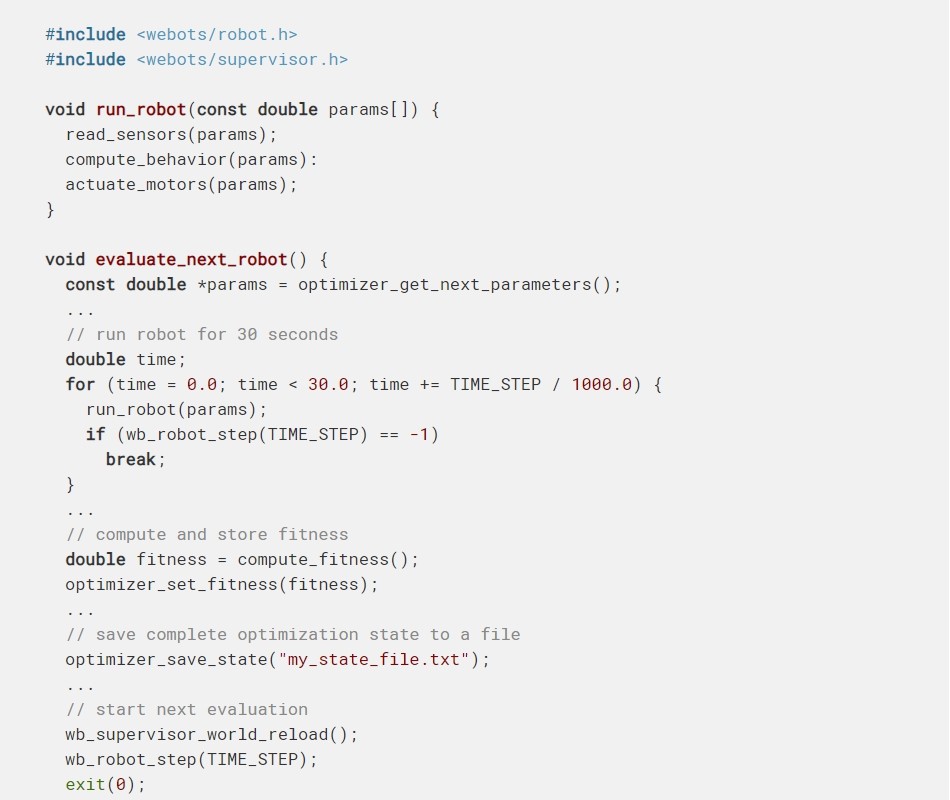 #include <webots/robot.h>
#include <webots/supervisor.h>

void run_robot(const double params[]) {
  read_sensors(params);
  compute_behavior(params):
  actuate_motors(params);
}

void evaluate_next_robot() {
  const double *params = optimizer_get_next_parameters();
  ...
  // run robot for 30 seconds
  double time;
  for (time = 0.0; time < 30.0; time += TIME_STEP / 1000.0) {
    run_robot(params);
    if (wb_robot_step(TIME_STEP) == -1)
      break;
  }
  ...
  // compute and store fitness
  double fitness = compute_fitness();
  optimizer_set_fitness(fitness);
  ...
  // save complete optimization state to a file
  optimizer_save_state("my_state_file.txt");
  ...
  // start next evaluation
  wb_supervisor_world_reload();
  wb_robot_step(TIME_STEP);
  exit(0);